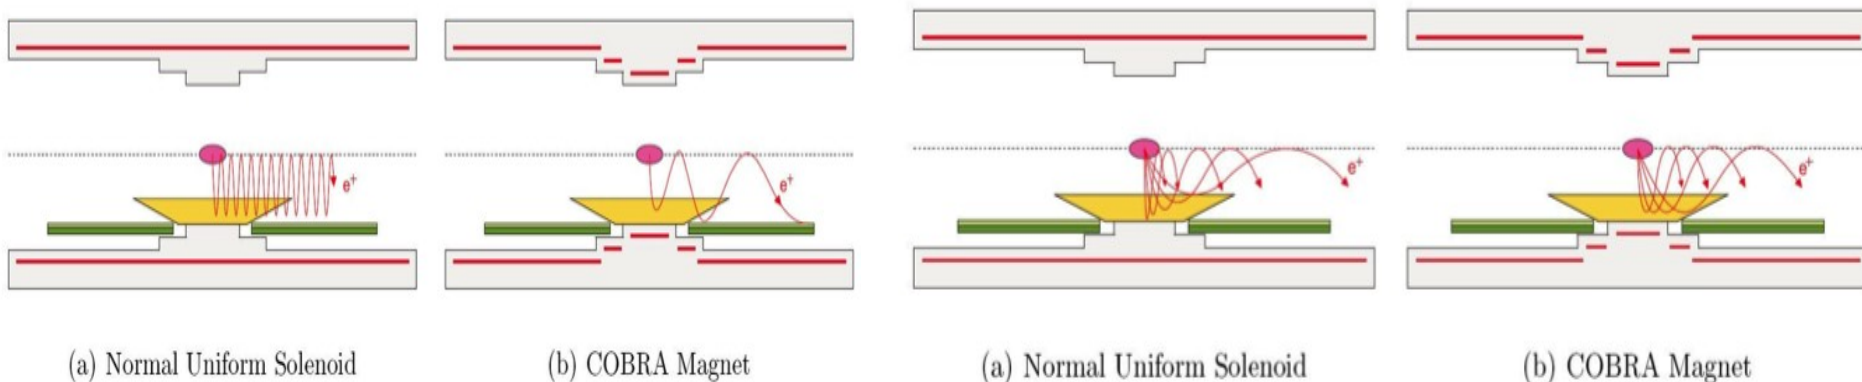 e⁺
e⁺
e⁺
e⁺
(a) Normal Uniform Solenoid
(b) COBRA Magnet
(a) Normal Uniform Solenoid
(b) COBRA Magnet